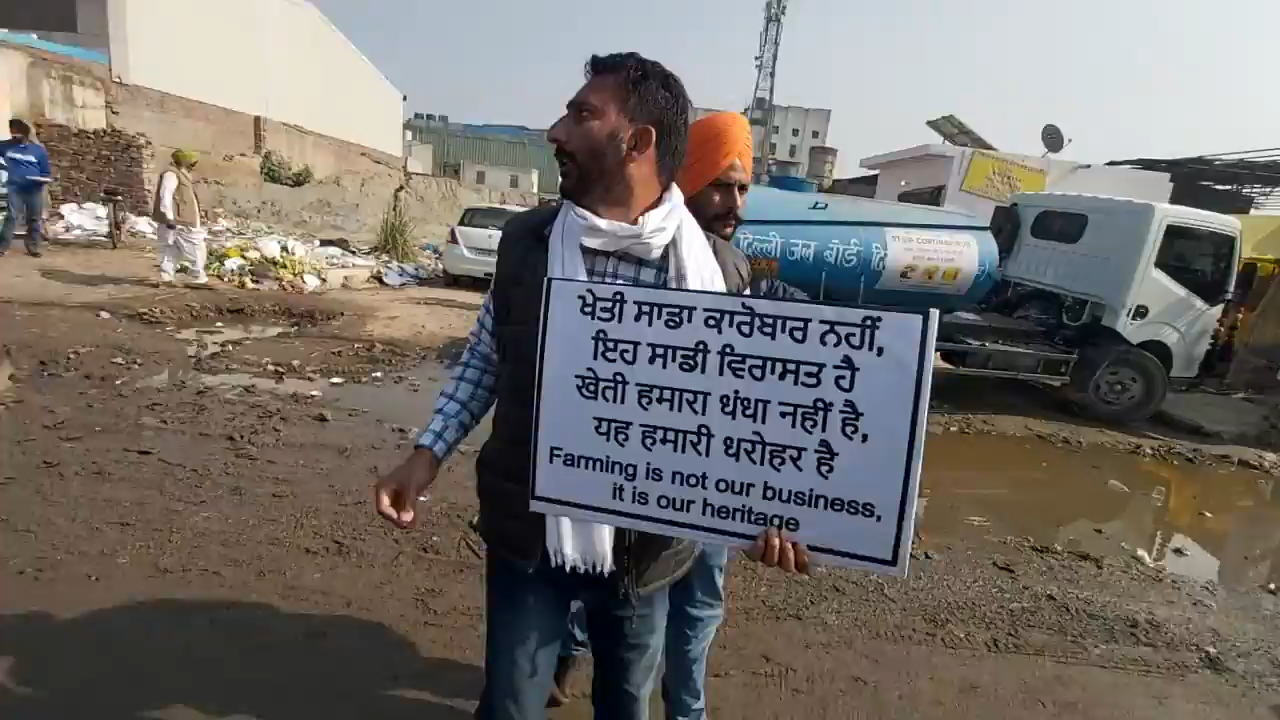 ਖੇਤੀ ਸਾਡਾ ਕਾਰੋਬਾਰ ਨਹੀਂ,
ਇਹ ਸਾਡੀ ਵਿਰਾਸਤ ਹੈ
खेती हमारा धंधा नहीं है,
यह हमारी धरोहर है
Farming is not our business,
it is our heritage
दिल्ली जल बोर्ड दि